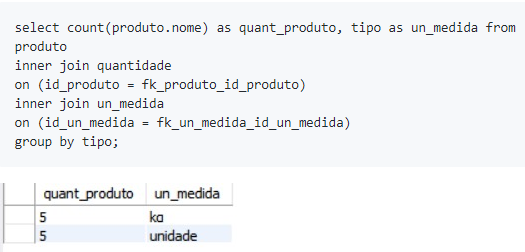 select count(produto.nome) as quant_produto, tipo as un_medida from
produto
inner join quantidade
on (id_produto = fk_produto_id_produto)
inner join un_medida
on (id_un_medida = fk_un_medida_id_un_medida)
group by tipo;
quant_produto un_medida
5 kg
5 unidade